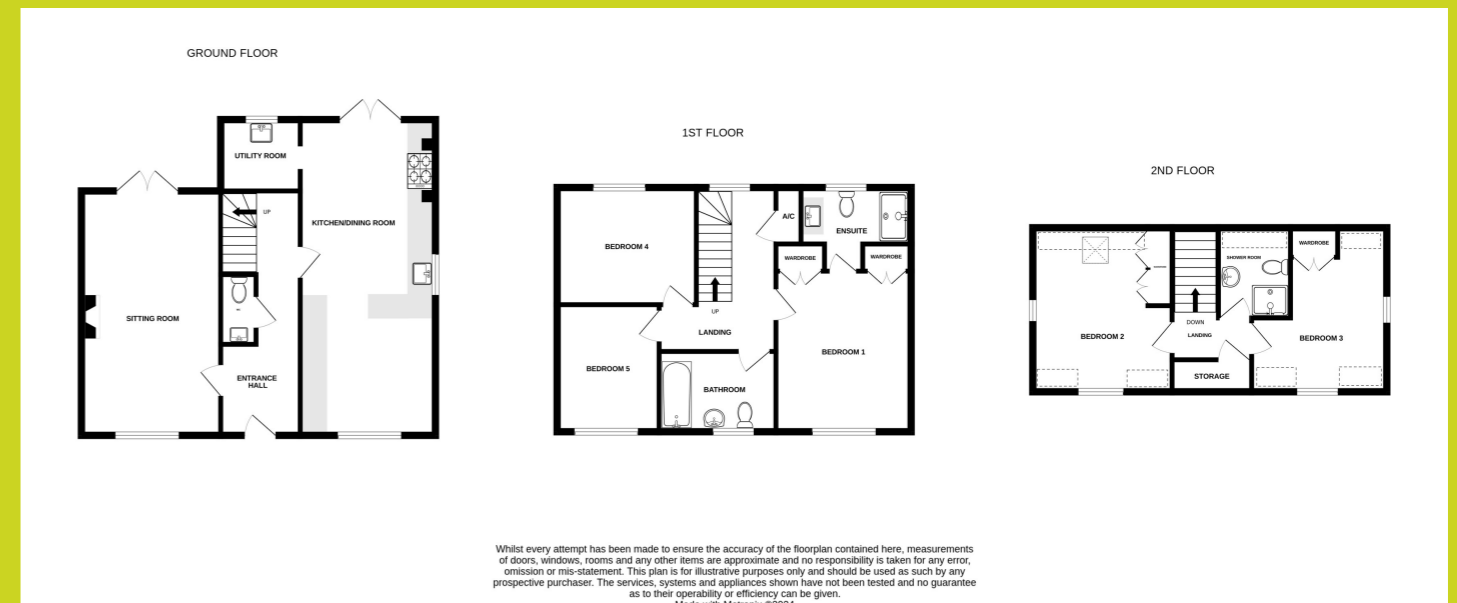 GROUND FLOOR
UTILITY ROOM
UP
KITCHEN/DINING ROOM
SITTING ROOM
ENTRANCE
HALL
1ST FLOOR
A/C
ENSUITE
BEDROOM 4
WARDROBE
WARDROBE
UP
LANDING
BEDROOM 1
BEDROOM 5
BATHROOM
2ND FLOOR
WARDROBE
SHOWER ROOM
DOWN
LANDING
BEDROOM 2
BEDROOM 3
STORAGE
Whilst every attempt has been made to ensure the accuracy of the floorplan contained here, measurements
of doors, windows, rooms and any other items are approximate and no responsibility is taken for any error,
omission or mis-statement. This plan is for illustrative purposes only and should be used as such by any
prospective purchaser. The services, systems and appliances shown have not been tested and no guarantee
as to their operability or efficiency can be given.
Made with Metropix ©2024